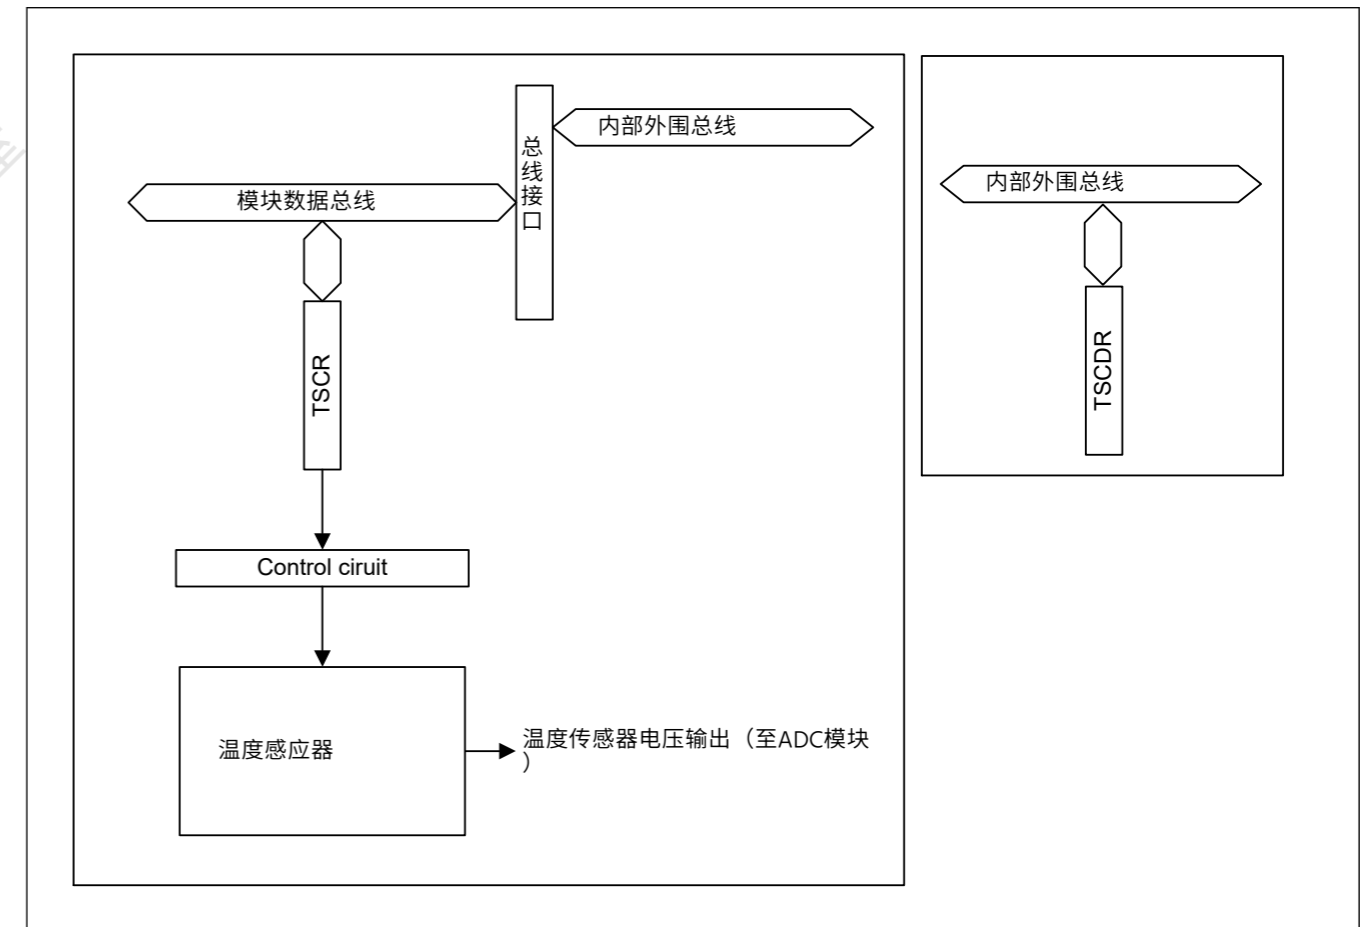 内部外围总线
总线接口
模块数据总线
TSCR
Control ciruit
温度感应器
温度传感器电压输出（至ADC模块
）
内部外围总线
TSCDR